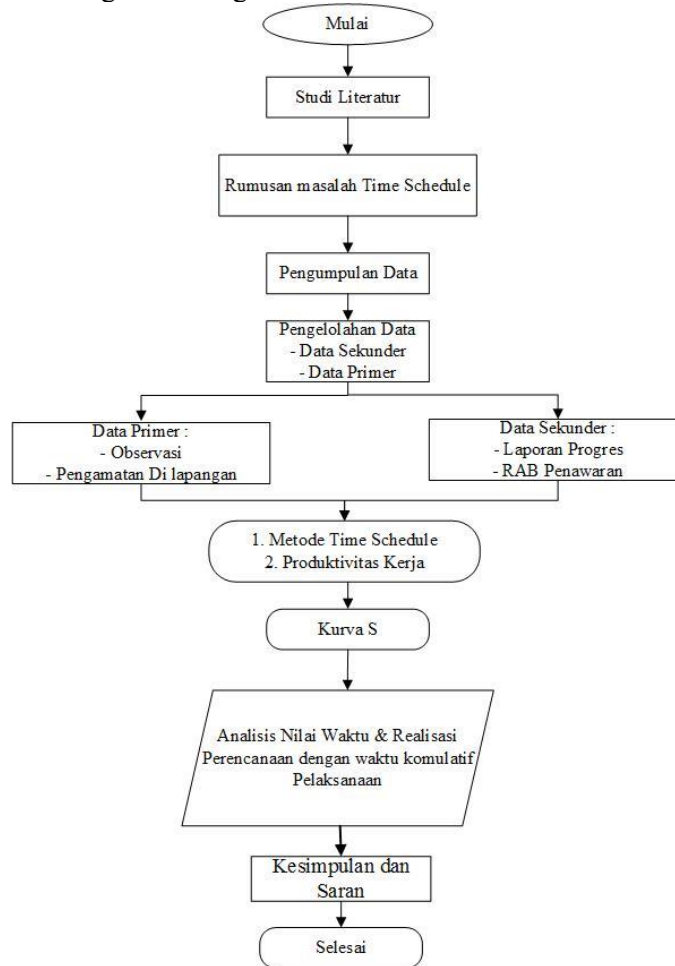 Mulai
Studi Literatur
Rumusan masalah Time Schedule
Pengumpulan Data
Pengelolahan Data
- Data Sekunder
- Data Primer
Data Primer :
- Observasi
- Pengamatan Di lapangan
Data Sekunder :
- Laporan Progres
- RAB Penawaran
1. Metode Time Schedule
2. Produktivitas Kerja
Kurva S
Analisis Nilai Waktu & Realisasi
Perencanaan dengan waktu komulatif
Pelaksanaan
Kesimpulan dan
Saran
Selesai